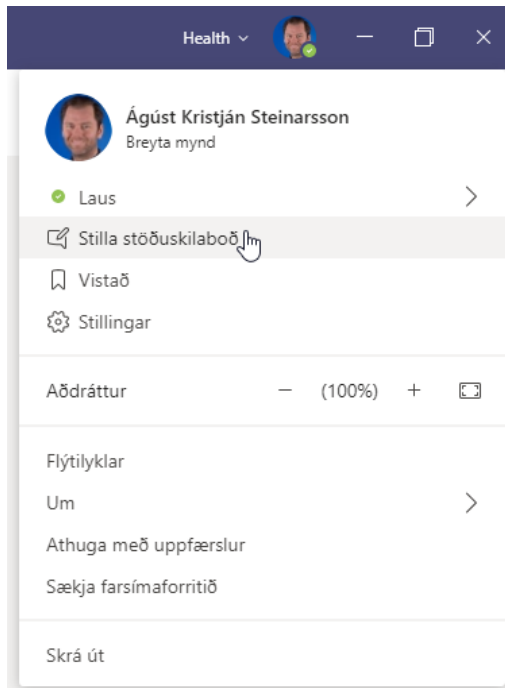 Health
Ágúst Kristján Steinarsson
Breyta mynd
Laus
Stilla stöðuskilaboð
Vistað
Stillingar
Aðdráttur − (100%) +
Flýtilyklar
Um
Athuga með uppfærslur
Sækja farsímaforritið
Skrá út